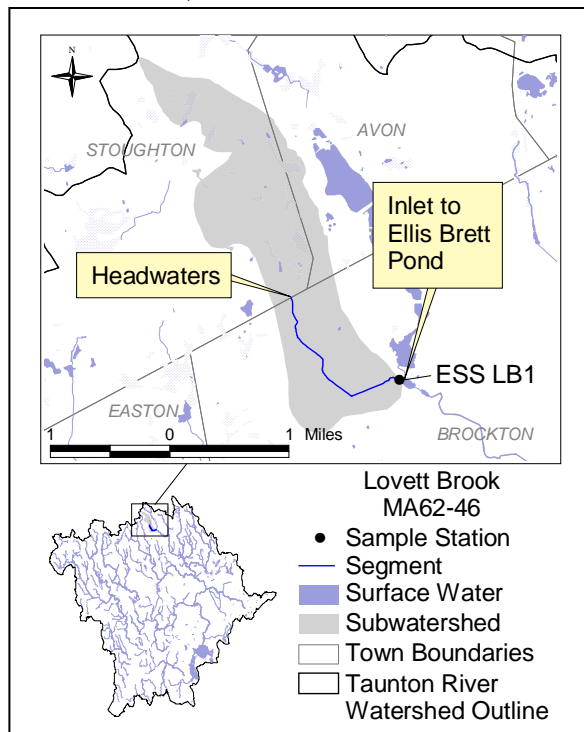 N
STOUGHTON
AVON
Inlet to
Ellis Brett
Pond
Headwaters
ESS LB1
EASTON
BROCKTON
1 0 1 Miles
Lovett Brook
MA62-46
Sample Station
Segment
Surface Water
Subwatershed
Town Boundaries
Taunton River
Watershed Outline